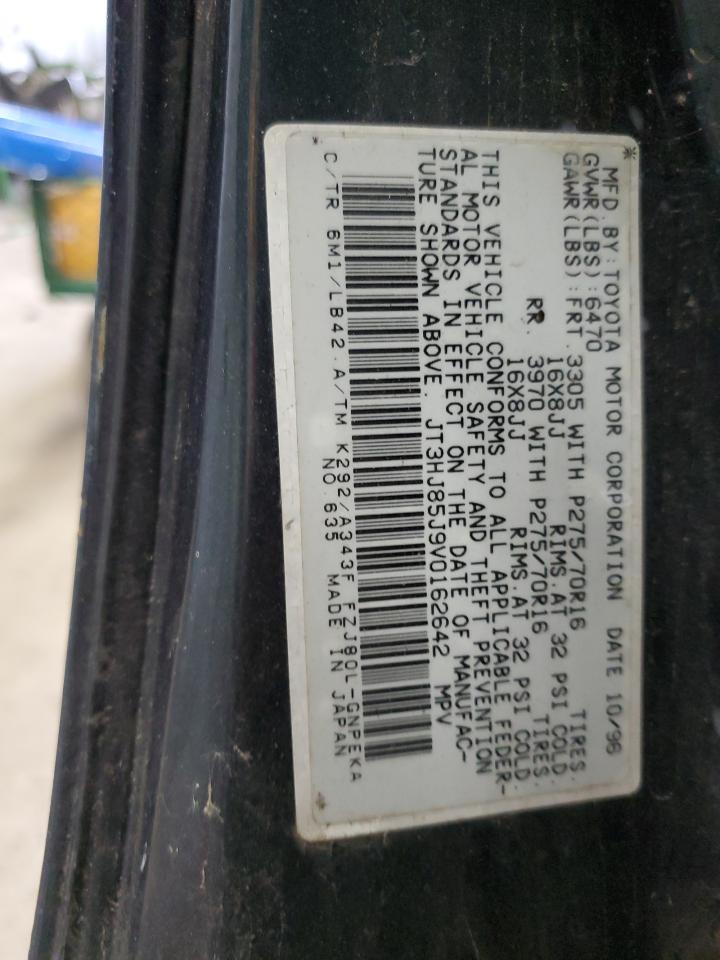 MFD. BY: TOYOTA MOTOR CORPORATION DATE 10/96
GVWR(LBS):6470
GAWR(LBS):FRT. 3305 WITH P275/70R16 TIRES.
16X8JJ RIMS.AT 32 PSI COLD.
RR. 3970 WITH P275/70R16 TIRES.
16X8JJ RIMS.AT 32 PSI COLD.
THIS VEHICLE CONFORMS TO ALL APPLICABLE FEDER-
AL MOTOR VEHICLE SAFETY AND THEFT PREVENTION
STANDARDS IN EFFECT ON THE DATE OF MANUFAC-
TURE SHOWN ABOVE. JT3HJ85J9V0162642 MPV
C/TR 6M1/LB42 A/TM K292/A343F FZJ80L-GNPEKA
NO.635 MADE IN JAPAN